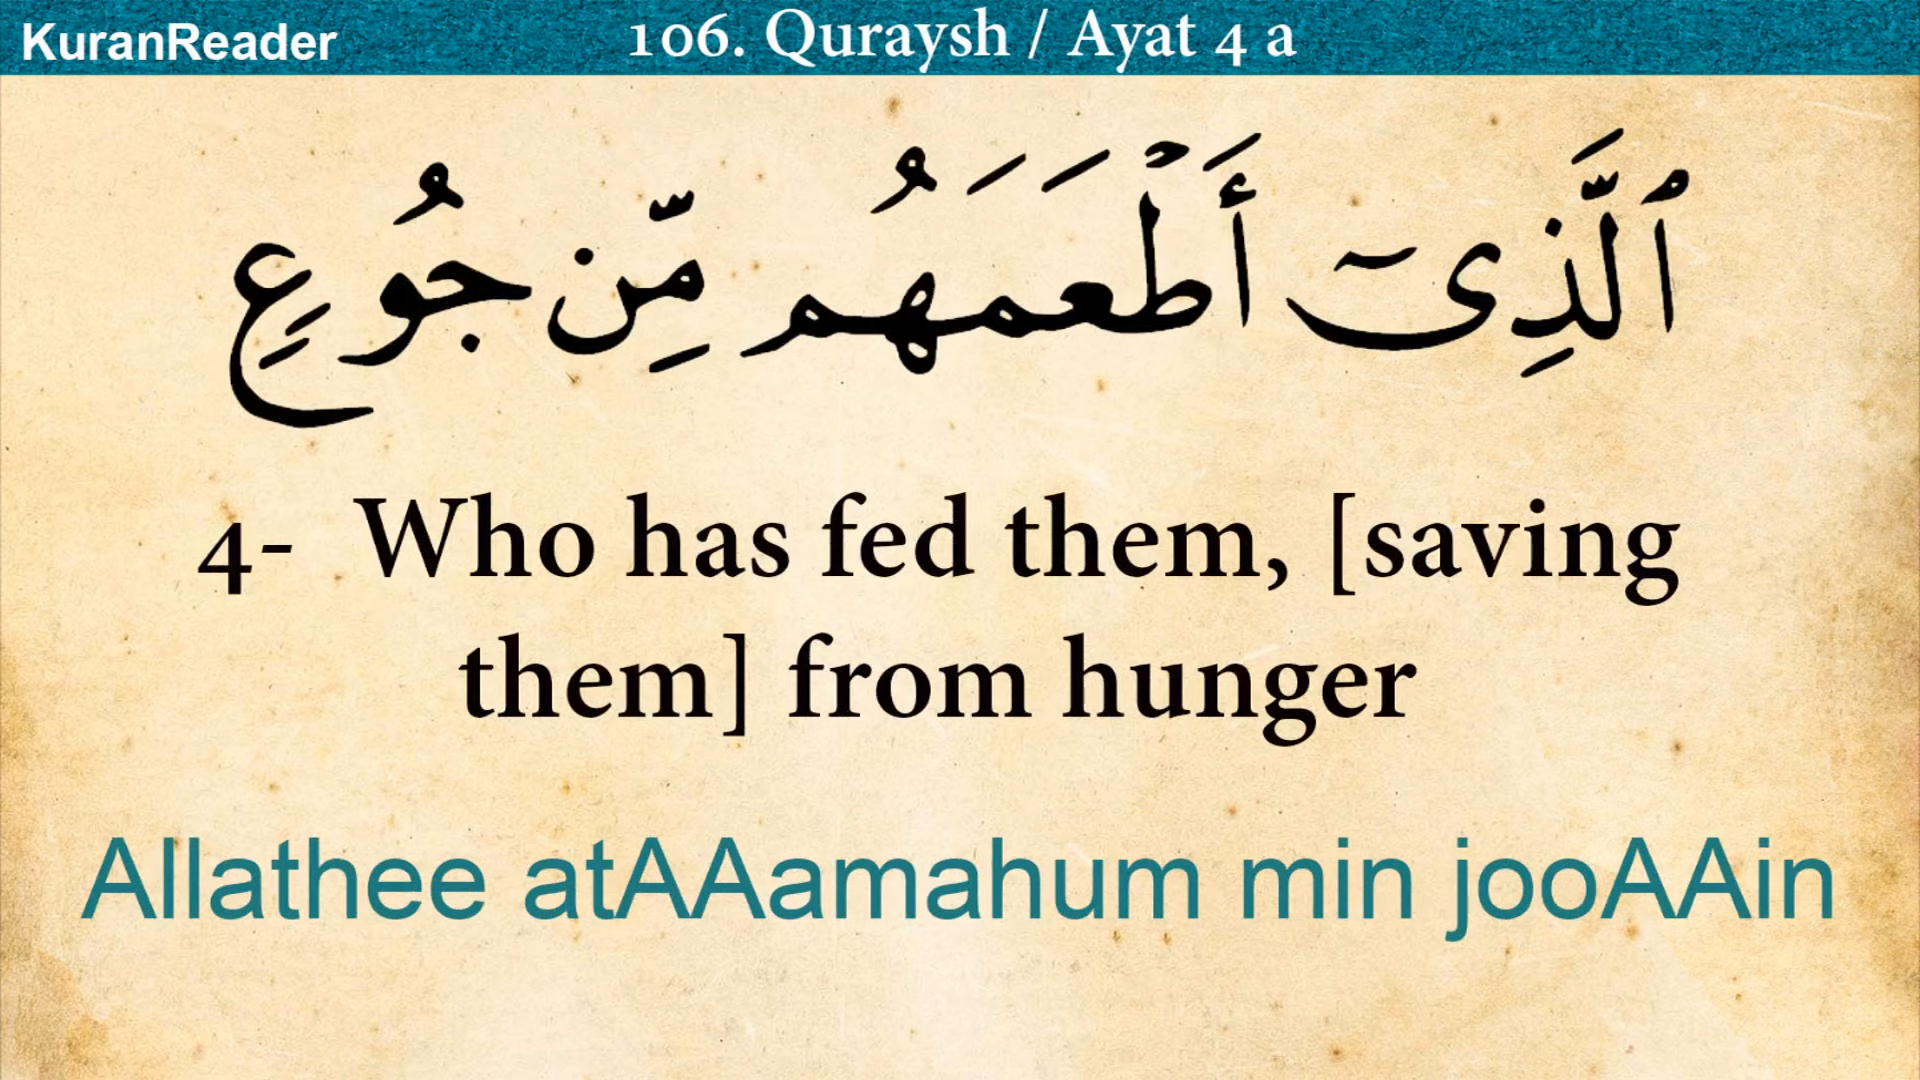 KuranReader
106. Quraysh / Ayat 4 a
ٱلَّذِىٓ أَطْعَمَهُم مِّن جُوعٍ
4- Who has fed them, [saving
them] from hunger
Allathee atAAamahum min jooAAin